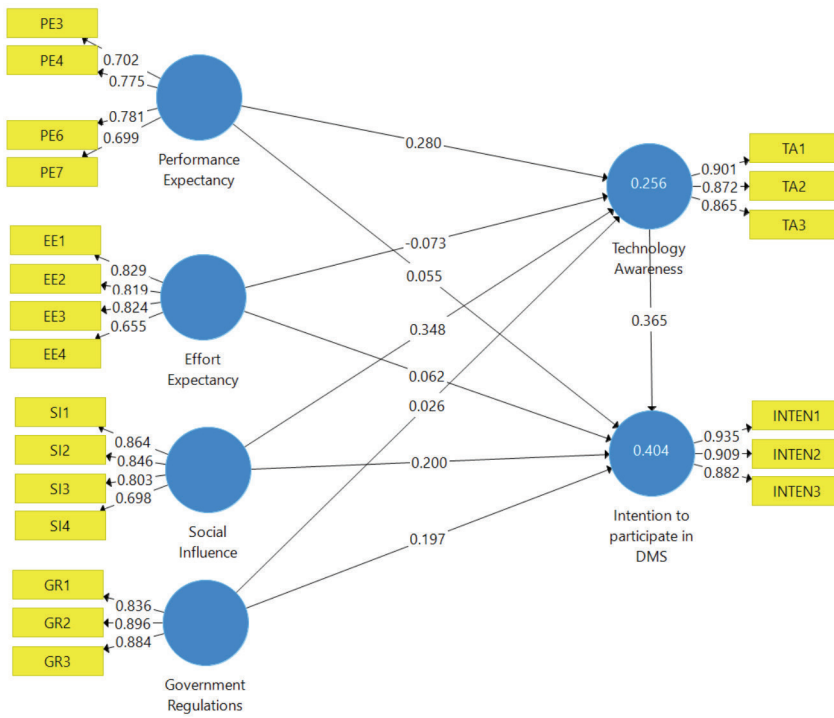 PE3
PE4
PE6
PE7
0.702
0.775
0.781
0.699
Performance
Expectancy
EE1
EE2
EE3
EE4
0.829
0.819
0.824
0.655
Effort
Expectancy
SI1
SI2
SI3
SI4
0.864
0.846
0.803
0.698
Social
Influence
GR1
GR2
GR3
0.836
0.896
0.884
Government
Regulations
0.280
-0.073
0.055
0.348
0.062
0.026
0.200
0.197
0.256
Technology
Awareness
0.901
0.872
0.865
TA1
TA2
TA3
0.365
0.404
Intention to
participate in
DMS
0.935
0.909
0.882
INTEN1
INTEN2
INTEN3